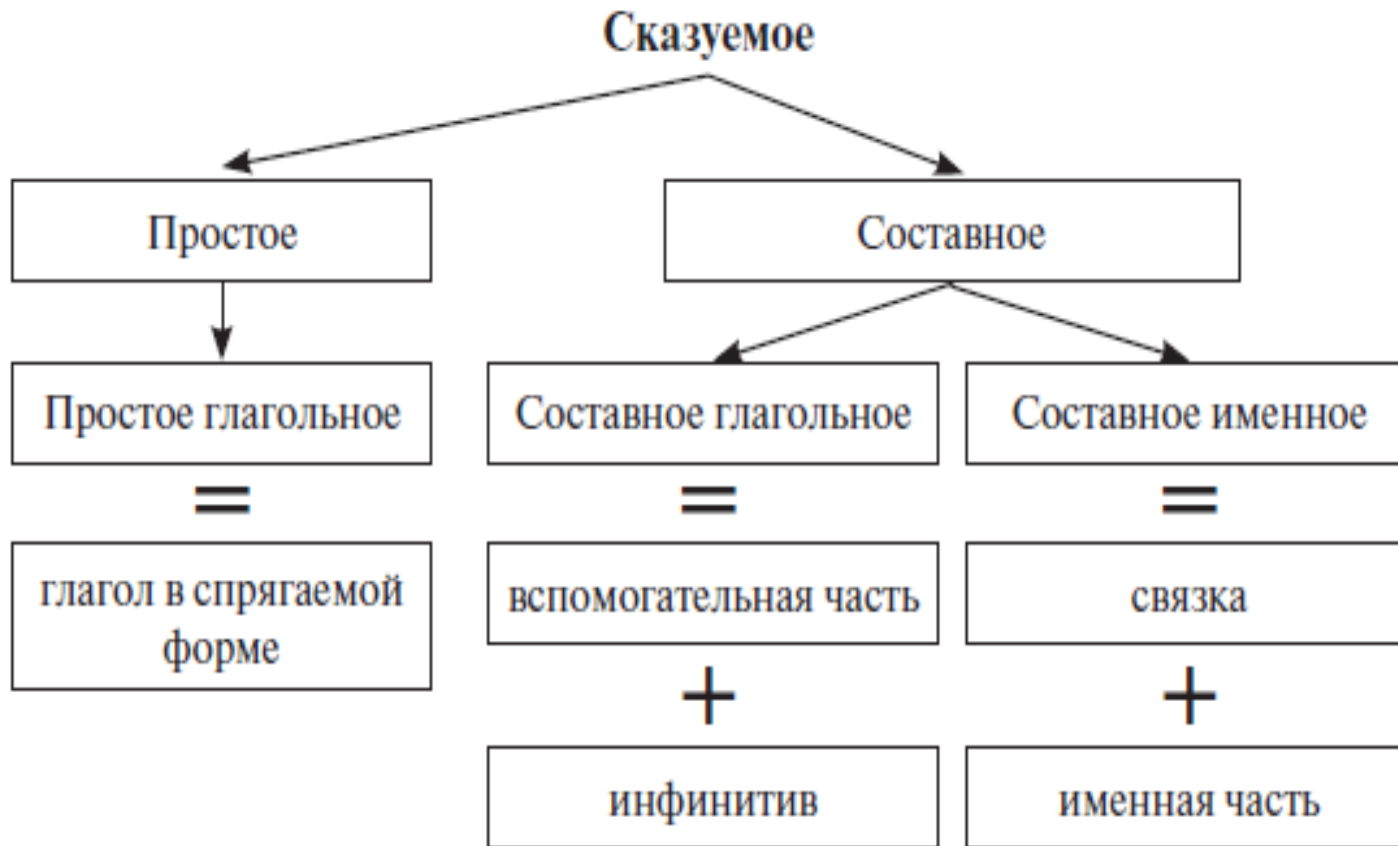 Сказуемое
Простое
Составное
Простое глагольное
Составное глагольное
Составное именное
=
=
=
глагол в спрягаемой
форме
вспомогательная часть
связка
+
+
инфинитив
именная часть